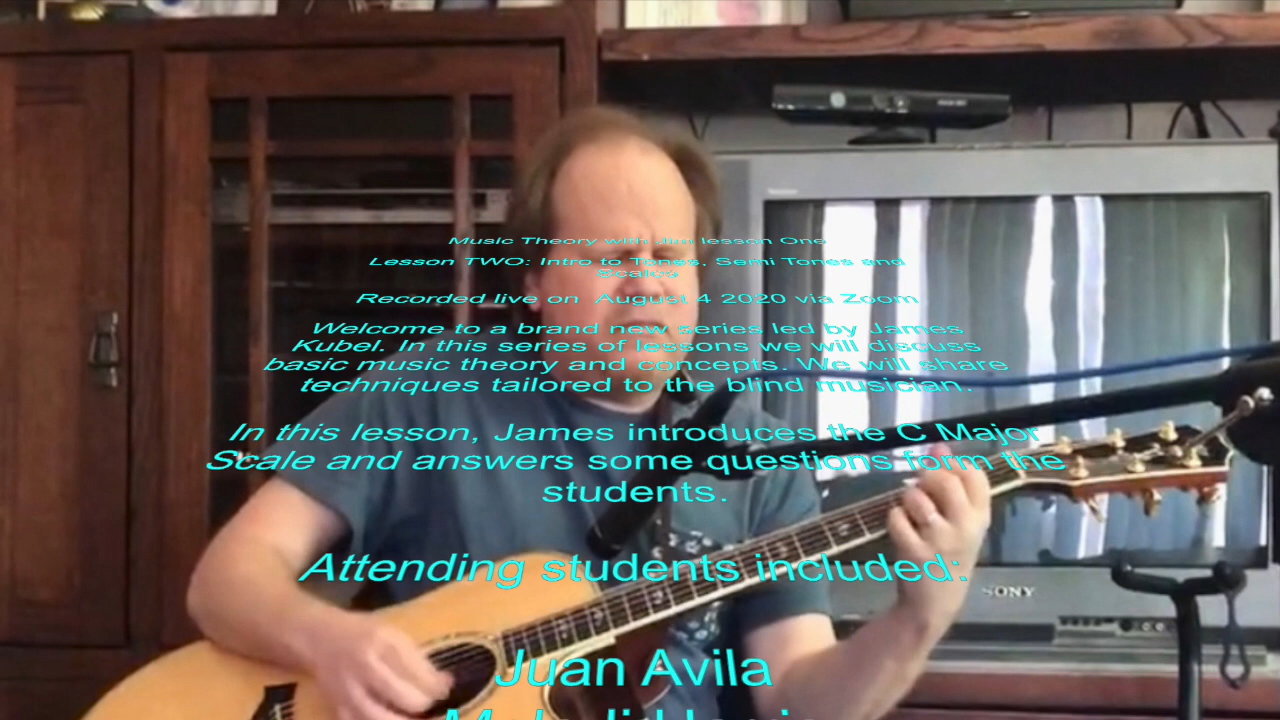 Music Theory with Jim lesson One
Lesson TWO: Intro to Tones, Semi Tones and
Scales
Recorded live on August 4 2020 via Zoom
Welcome to a brand new series led by James
Kubel. In this series of lessons we will discuss
basic music theory and concepts. We will share
techniques tailored to the blind musician.
In this lesson, James introduces the C Major
Scale and answers some questions form the
students.
Attending students included:
SONY
Juan Avila